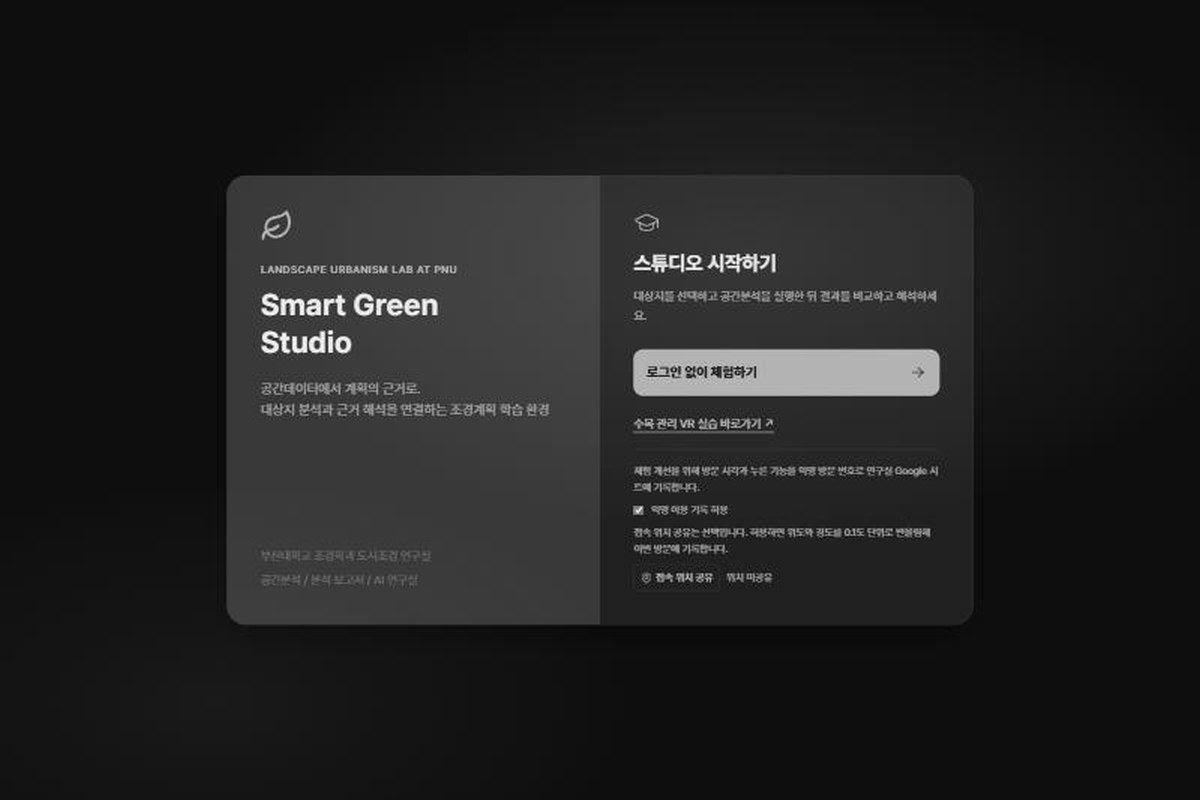 LANDSCAPE URBANISM LAB AT PNU
Smart Green
Studio
공간데이터에서 계획의 근거로.
대상지 분석과 근거 해석을 연결하는 조경계획 학습 환경
부산대학교 조경학과 도시조경 연구실
공간분석 / 분석 보고서 / AI 연구실
스튜디오 시작하기
대상지를 선택하고 공간분석을 실행한 뒤 결과를 비교하고 해석하세
요.
로그인 없이 체험하기
수목 관리 VR 실습 바로가기 ↗
체험 개선을 위해 방문 시각과 누른 기능을 익명 방문 번호로 연구실 Google 시
트에 기록합니다.
익명 이용 기록 허용
접속 위치 공유는 선택입니다. 허용하면 위도와 경도를 0.1도 단위로 반올림해
이번 방문에 기록합니다.
접속 위치 공유
위치 미공유